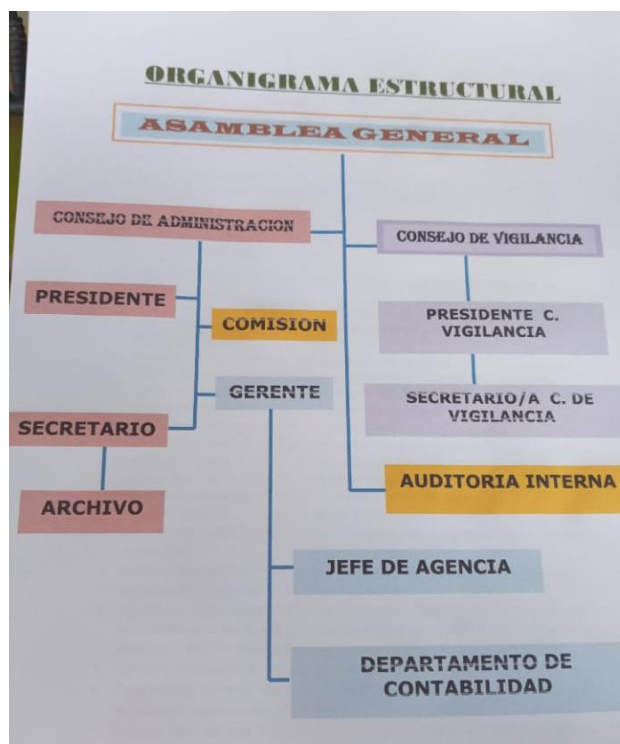 ORGANIGRAMA ESTRUCTURAL
ASAMBLEA GENERAL
CONSEJO DE ADMINISTRACION
CONSEJO DE VIGILANCIA
PRESIDENTE
COMISION
PRESIDENTE C.
VIGILANCIA
GERENTE
SECRETARIO/A C. DE
VIGILANCIA
SECRETARIO
AUDITORIA INTERNA
ARCHIVO
JEFE DE AGENCIA
DEPARTAMENTO DE
CONTABILIDAD